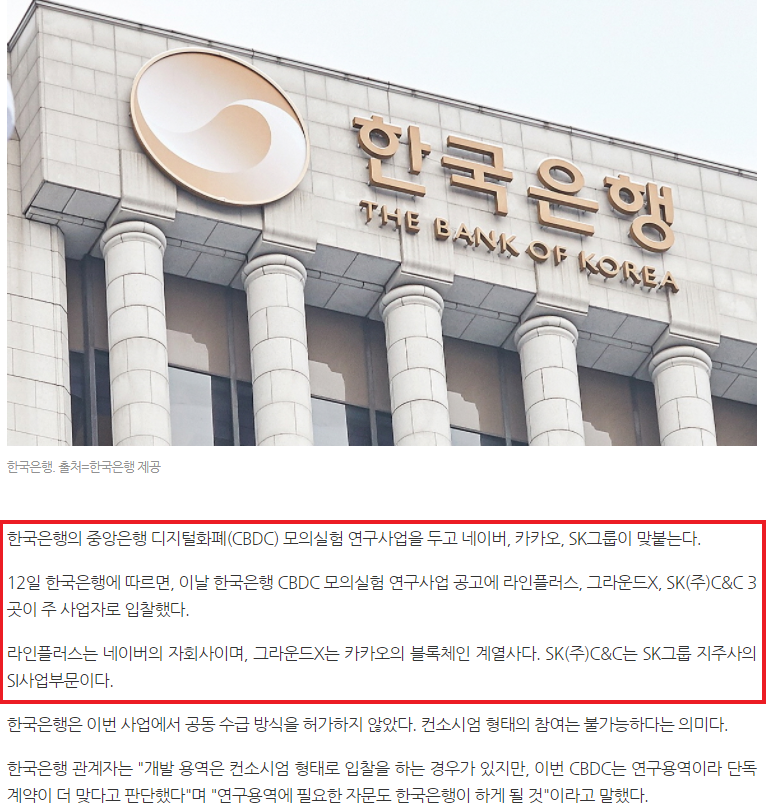 한국은행
THE BANK OF KOREA
한국은행. 출처=한국은행 제공
한국은행의 중앙은행 디지털화폐(CBDC) 모의실험 연구사업을 두고 네이버, 카카오, SK그룹이 맞붙는다.
12일 한국은행에 따르면, 이날 한국은행 CBDC 모의실험 연구사업 공고에 라인플러스, 그라운드X, SK(주)C&C 3
곳이 주 사업자로 입찰했다.
라인플러스는 네이버의 자회사이며, 그라운드X는 카카오의 블록체인 계열사다. SK(주)C&C는 SK그룹 지주사의
SI사업부문이다.
한국은행은 이번 사업에서 공동 수급 방식을 허가하지 않았다. 컨소시엄 형태의 참여는 불가능하다는 의미다.
한국은행 관계자는 "개발 용역은 컨소시엄 형태로 입찰을 하는 경우가 있지만, 이번 CBDC는 연구용역이라 단독
계약이 더 맞다고 판단했다"며 "연구용역에 필요한 자문도 한국은행이 하게 될 것"이라고 말했다.